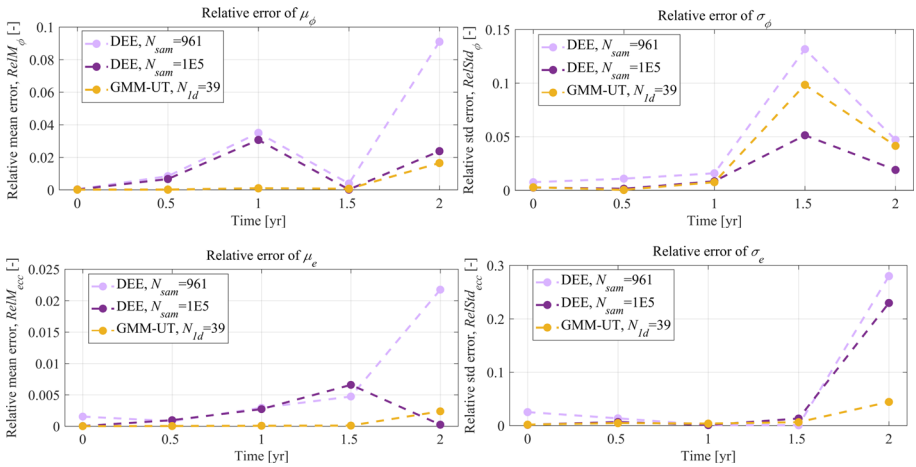 Relative error of μ_ϕ
Relative mean error, RelM_ϕ [-]
0.1
0.08
0.06
0.04
0.02
0
DEE, N_sam=961
DEE, N_sam=1E5
GMM-UT, N_1d=39
0 0.5 1 1.5 2
Time [yr]
Relative error of σ_ϕ
Relative std error, RelStd_ϕ [-]
0.15
0.1
0.05
0
DEE, N_sam=961
DEE, N_sam=1E5
GMM-UT, N_1d=39
0 0.5 1 1.5 2
Time [yr]
Relative error of μ_e
Relative mean error, RelM_ecc [-]
0.025
0.02
0.015
0.01
0.005
0
DEE, N_sam=961
DEE, N_sam=1E5
GMM-UT, N_1d=39
0 0.5 1 1.5 2
Time [yr]
Relative error of σ_e
Relative std error, RelStd_ecc [-]
0.3
0.2
0.1
0
DEE, N_sam=961
DEE, N_sam=1E5
GMM-UT, N_1d=39
0 0.5 1 1.5 2
Time [yr]